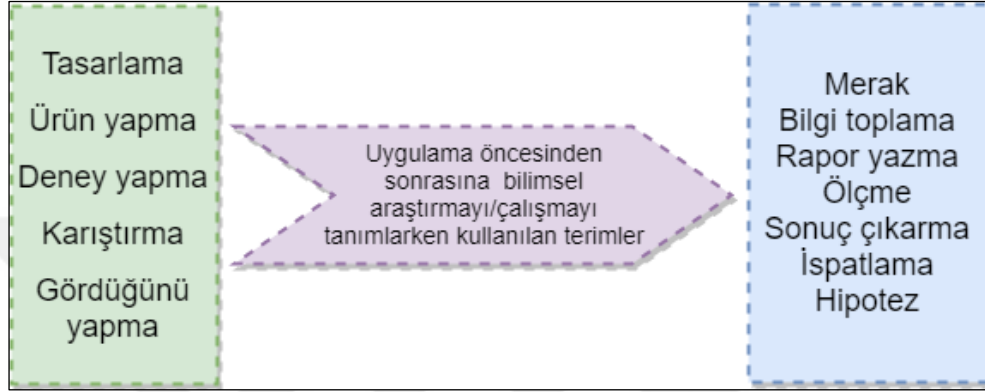 Tasarlama
Ürün yapma
Deney yapma
Karıştırma
Gördüğünü
yapma
Uygulama öncesinden
sonrasına bilimsel
araştırmayı/çalışmayı
tanımlarken kullanılan terimler
Merak
Bilgi toplama
Rapor yazma
Ölçme
Sonuç çıkarma
İspatlama
Hipotez